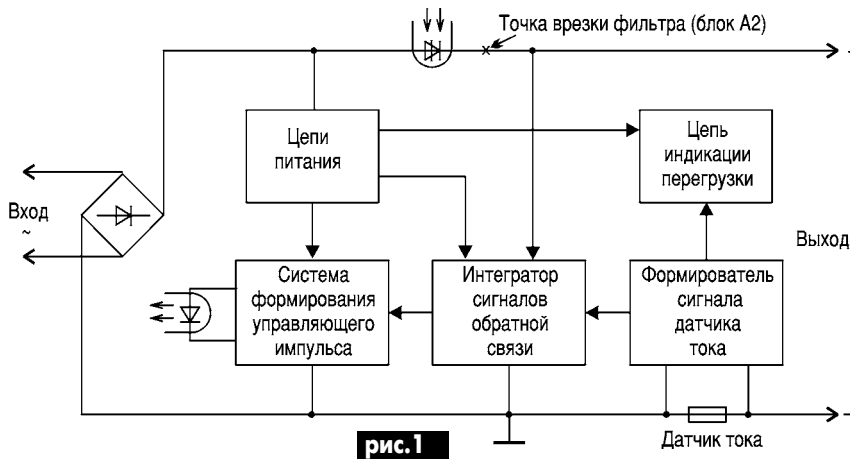 Точка врезки фильтра (блок А2)
Цепи
питания
Цепь
индикации
перегрузки
Вход
~
Выход
Система
формирования
управляющего
импульса
Интегратор
сигналов
обратной
связи
Формирователь
сигнала
датчика
тока
Датчик тока
рис.1